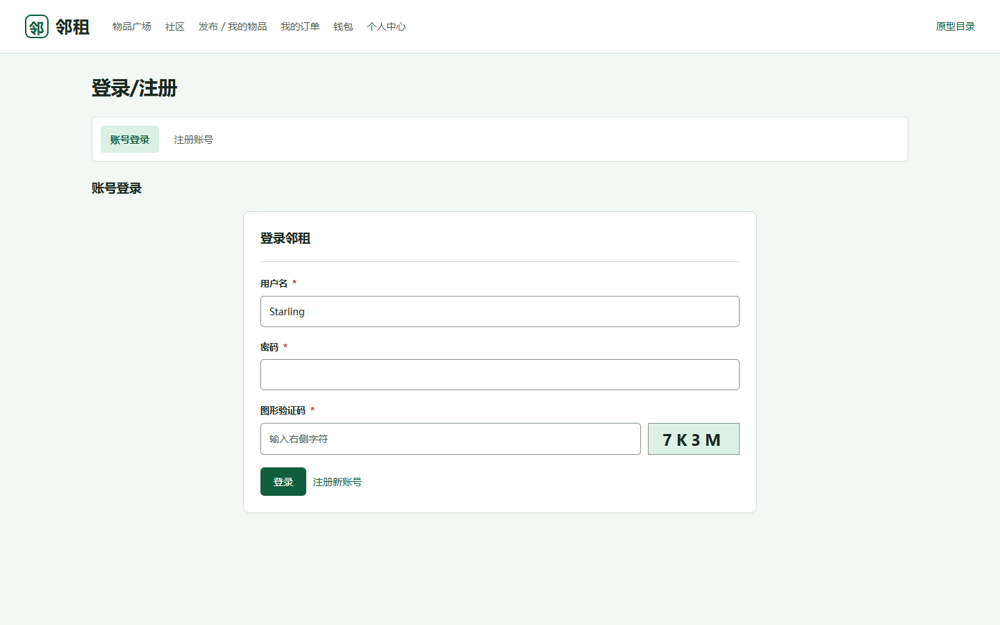 邻 邻租 物品广场 社区 发布 / 我的物品 我的订单 钱包 个人中心 原型目录
登录/注册
账号登录 注册账号
账号登录
登录邻租
用户名 *
Starling
密码 *
图形验证码 *
输入右侧字符 7K3M
登录 注册新账号